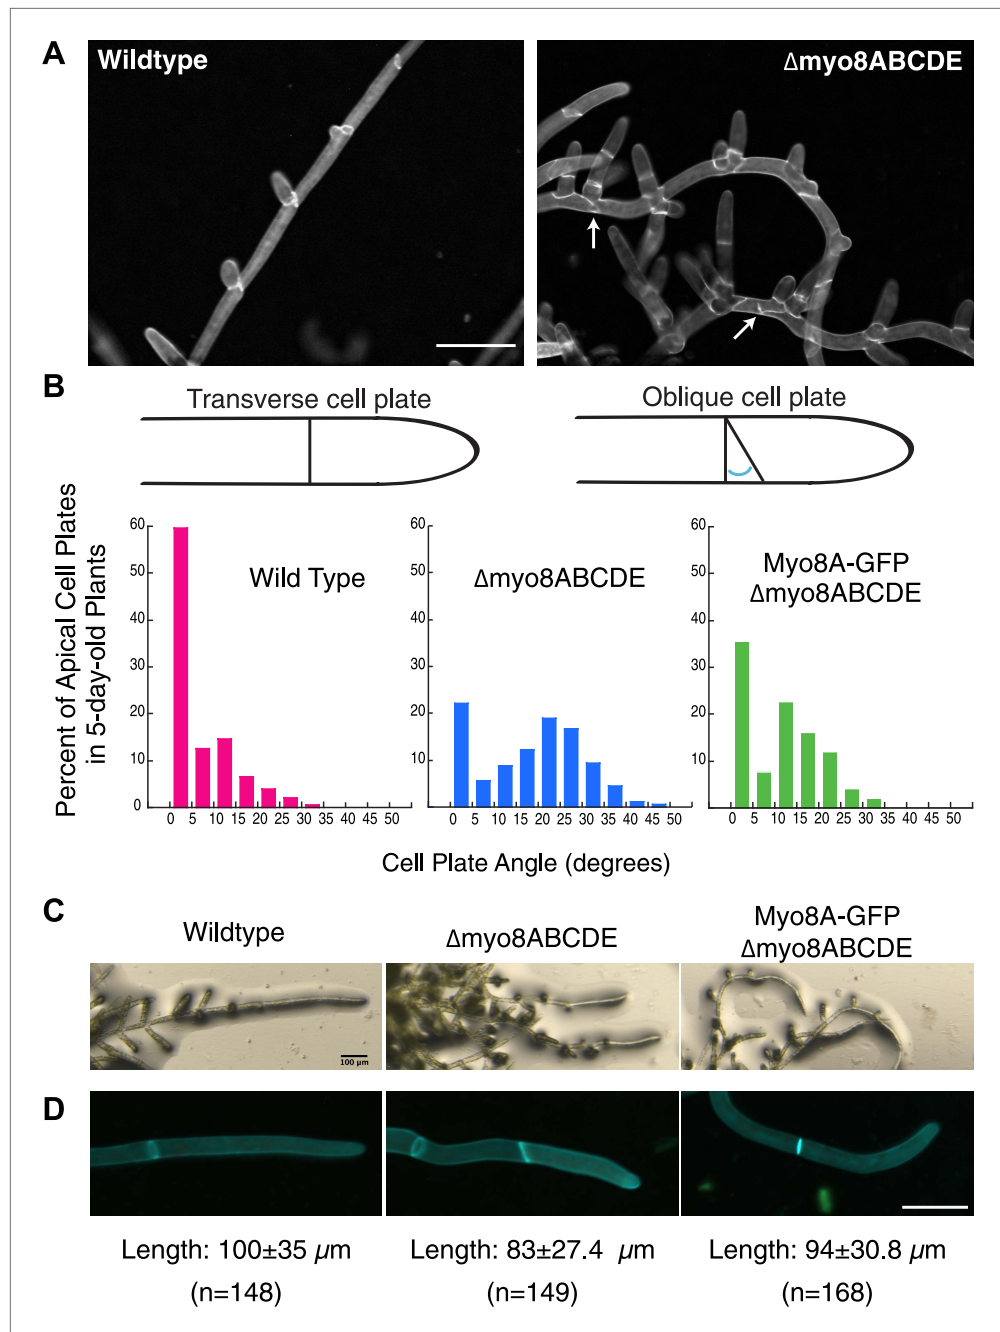 A
Wildtype
Δmyo8ABCDE
B
Transverse cell plate
Oblique cell plate
Percent of Apical Cell Plates
in 5-day-old Plants
60
50
40
30
20
10
0
Wild Type
0 5 10 15 20 25 30 35 40 45 50
60
50
40
30
20
10
Δmyo8ABCDE
0 5 10 15 20 25 30 35 40 45 50
60
50
40
30
20
10
0
Myo8A-GFP
Δmyo8ABCDE
0 5 10 15 20 25 30 35 40 45 50
Cell Plate Angle (degrees)
C
Wildtype
Δmyo8ABCDE
Myo8A-GFP
Δmyo8ABCDE
100 µm
D
Length: 100±35 µm
(n=148)
Length: 83±27.4 µm
(n=149)
Length: 94±30.8 µm
(n=168)